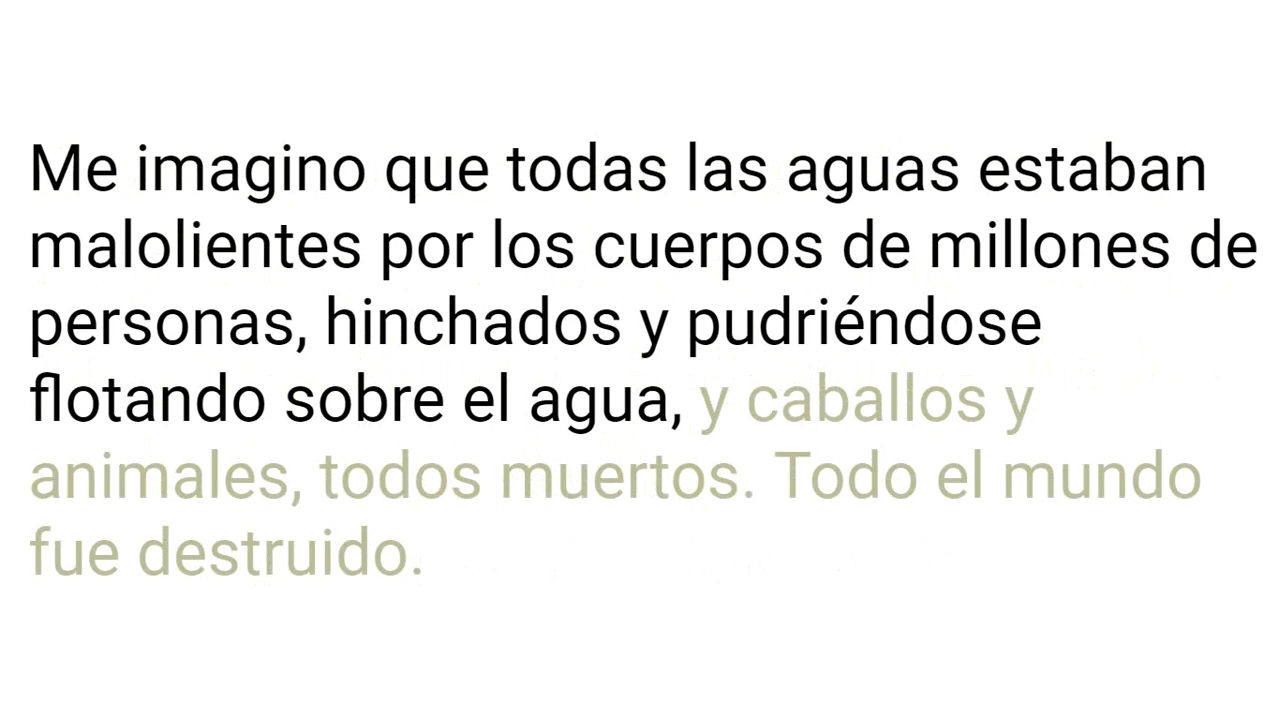 Me imagino que todas las aguas estaban
malolientes por los cuerpos de millones de
personas, hinchados y pudriéndose
flotando sobre el agua, y caballos y
animales, todos muertos. Todo el mundo
fue destruido.